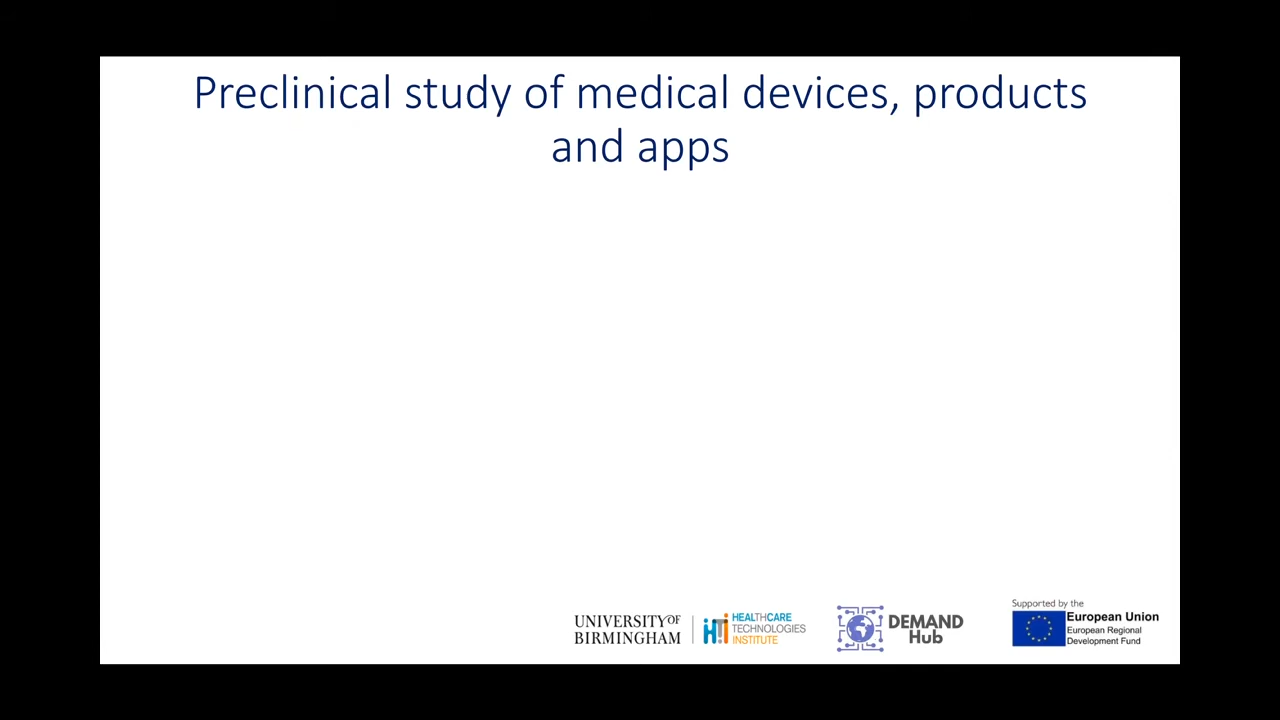 Preclinical study of medical devices, products
and apps
UNIVERSITY OF
BIRMINGHAM
HTI
HEALTHCARE
TECHNOLOGIES
INSTITUTE
DEMAND
Hub
Supported by the
European Union
European Regional
Development Fund